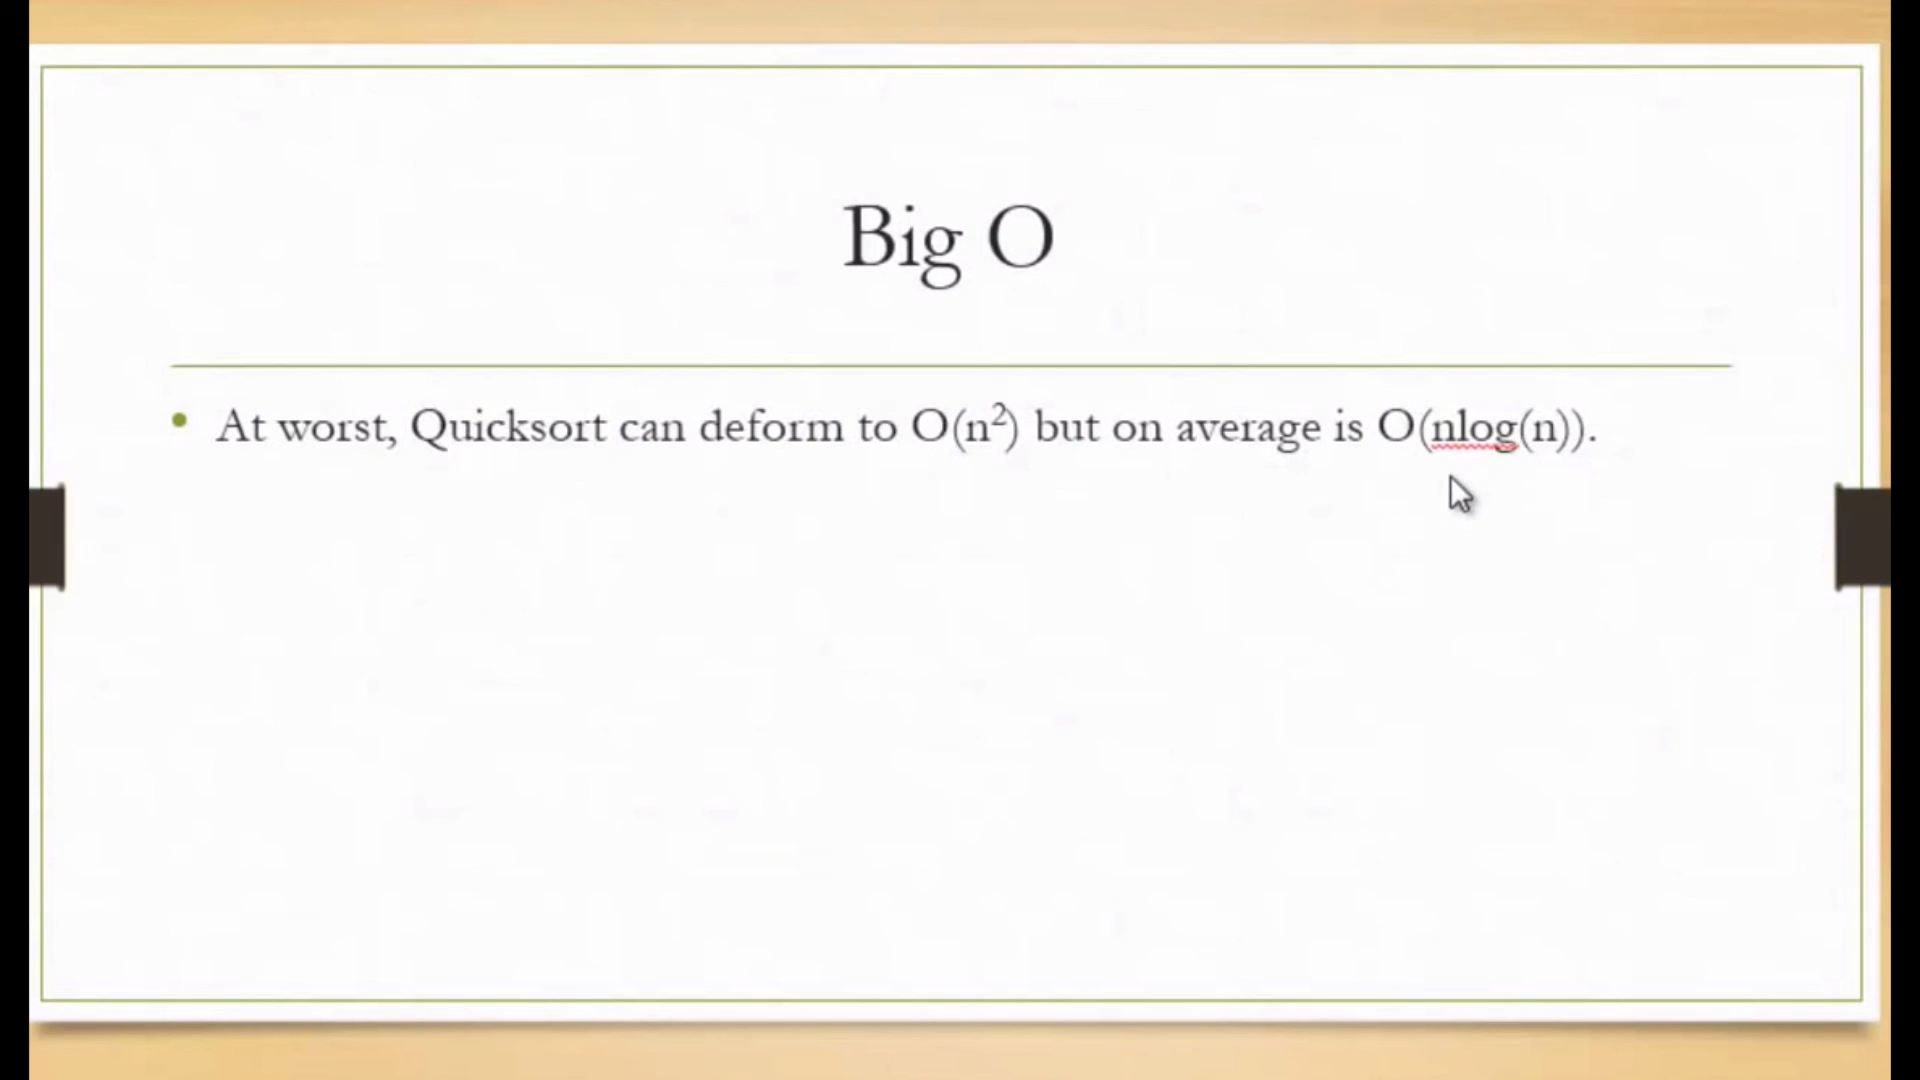 Big O
• At worst, Quicksort can deform to O(n²) but on average is O(nlog(n)).